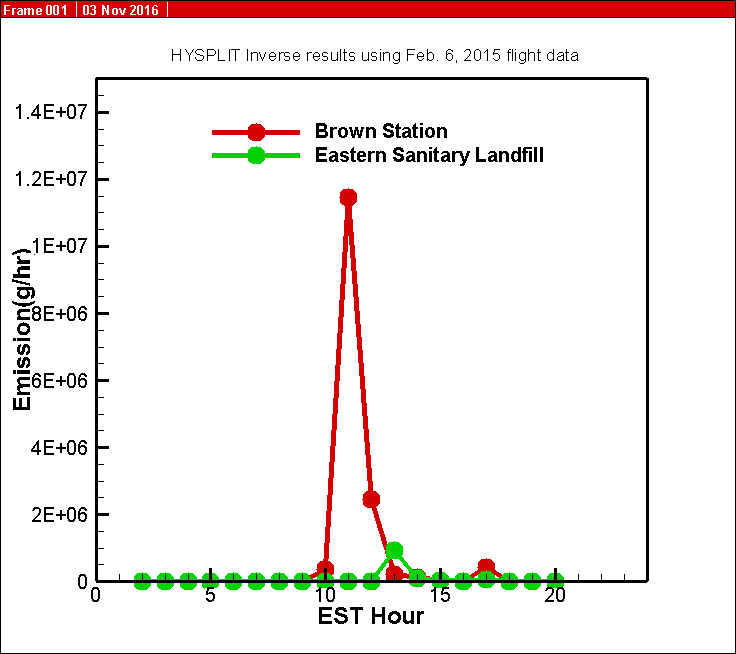 Frame 001 | 03 Nov 2016 |
HYSPLIT Inverse results using Feb. 6, 2015 flight data
1.4E+07
Brown Station
Eastern Sanitary Landfill
1.2E+07
1E+07
8E+06
6E+06
4E+06
2E+06
0
Emission(g/hr)
0 5 10 15 20
EST Hour